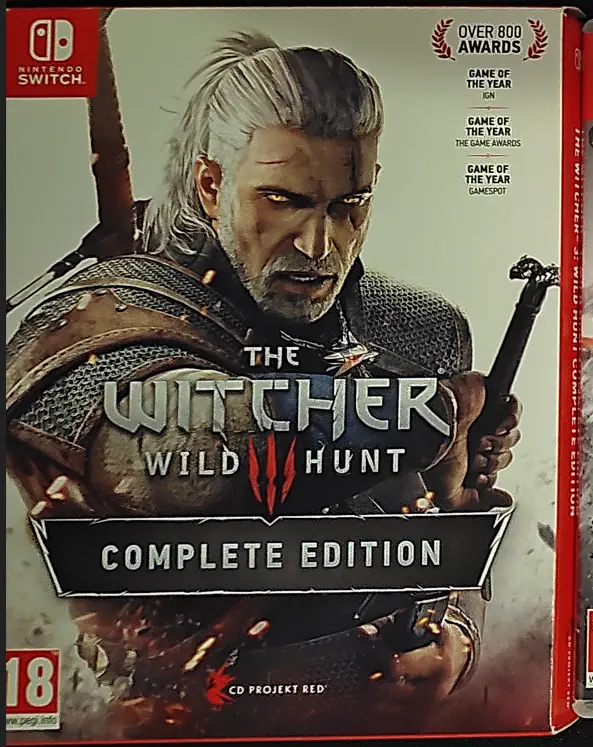 NINTENDO
SWITCH™
OVER 800
AWARDS
GAME OF
THE YEAR
IGN
GAME OF
THE YEAR
THE GAME AWARDS
GAME OF
THE YEAR
GAMESPOT
THE
WITCHER®
WILD HUNT
COMPLETE EDITION
18
www.pegi.info
CD PROJEKT RED®
THE WITCHER® 3: WILD HUNT COMPLETE EDITION